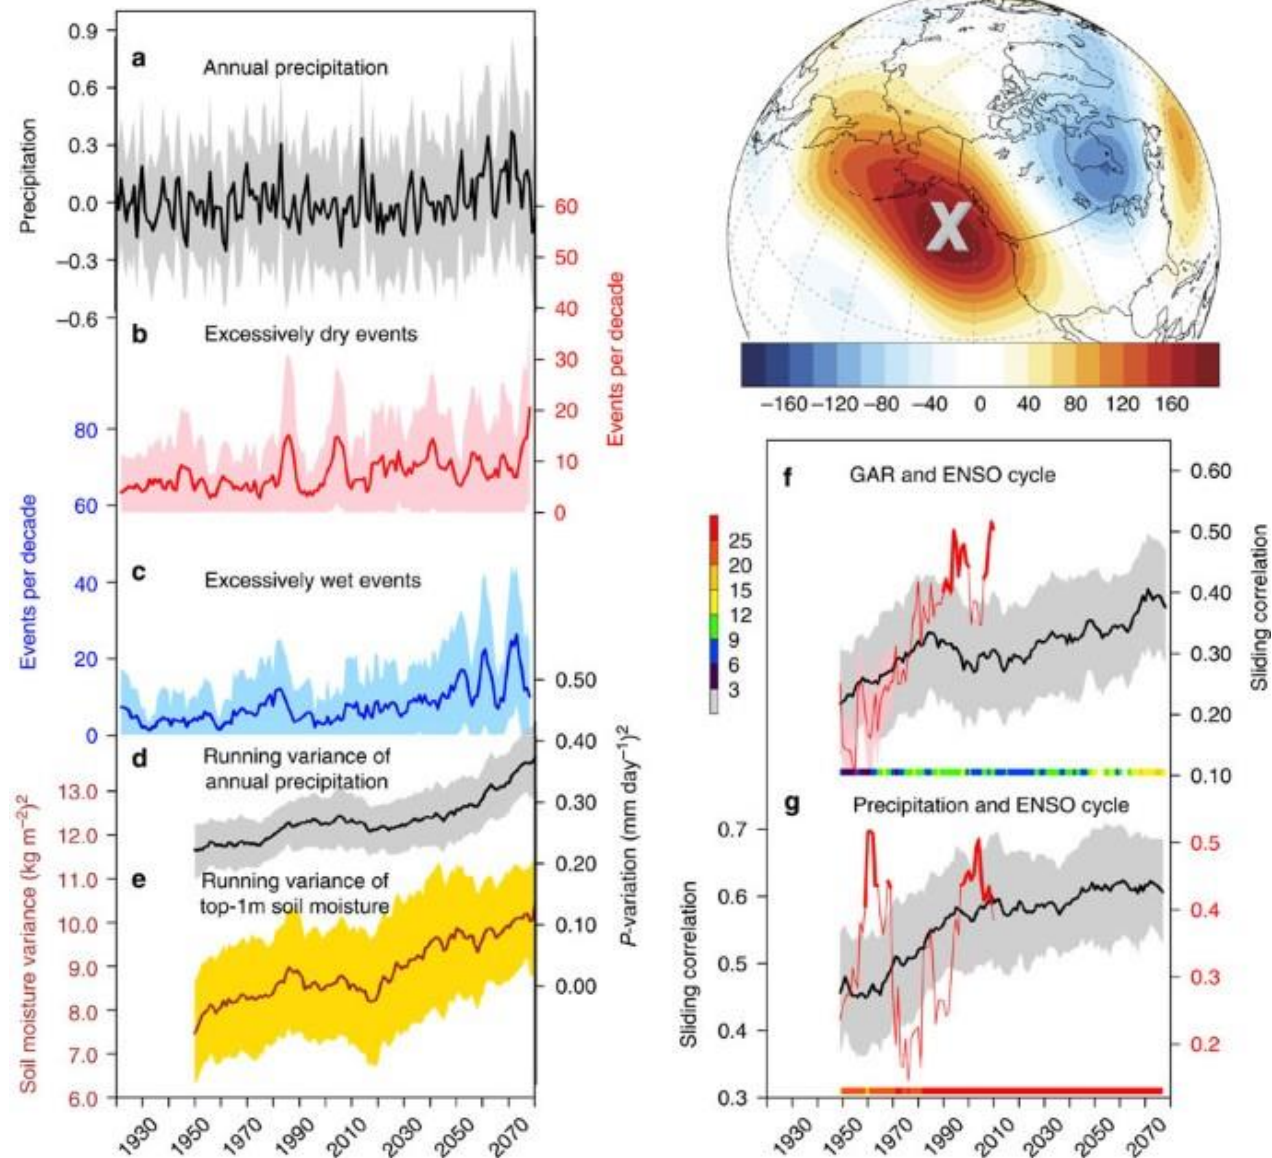 a
Annual precipitation
0.9
0.6
0.3
0.0
−0.3
−0.6
Precipitation
b
Excessively dry events
60
50
40
30
20
10
0
Events per decade
c
Excessively wet events
80
60
40
20
0
Events per decade
d
Running variance of
annual precipitation
0.50
0.40
0.30
0.20
0.10
0.00
P-variation (mm day−1)2
e
Running variance of
top-1m soil moisture
13.0
12.0
11.0
10.0
9.0
8.0
7.0
6.0
Soil moisture variance (kg m−2)2
1930 1950 1970 1990 2010 2030 2050 2070
X
−160 −120 −80 −40 0 40 80 120 160
f
GAR and ENSO cycle
25
20
15
12
9
6
3
0.60
0.50
0.40
0.30
0.20
0.10
Sliding correlation
g
Precipitation and ENSO cycle
0.7
0.6
0.5
0.4
0.3
Sliding correlation
0.5
0.4
0.3
0.2
1930 1950 1970 1990 2010 2030 2050 2070